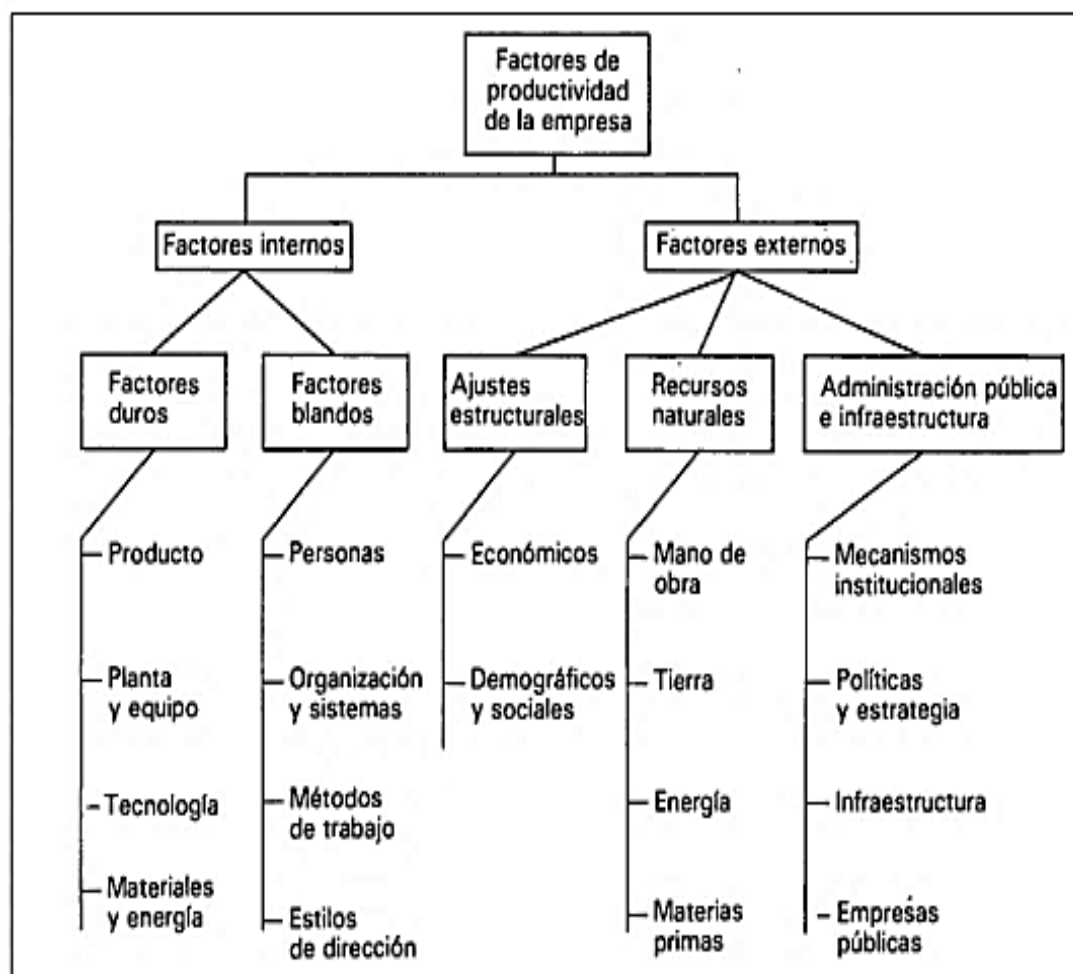 Factores de
productividad
de la empresa
Factores internos
Factores externos
Factores
duros
Factores
blandos
Ajustes
estructurales
Recursos
naturales
Administración pública
e infraestructura
Producto
Planta
y equipo
Tecnología
Materiales
y energía
Personas
Organización
y sistemas
Métodos
de trabajo
Estilos
de dirección
Económicos
Demográficos
y sociales
Mano de
obra
Tierra
Energía
Materias
primas
Mecanismos
institucionales
Políticas
y estrategia
Infraestructura
Empresas
públicas